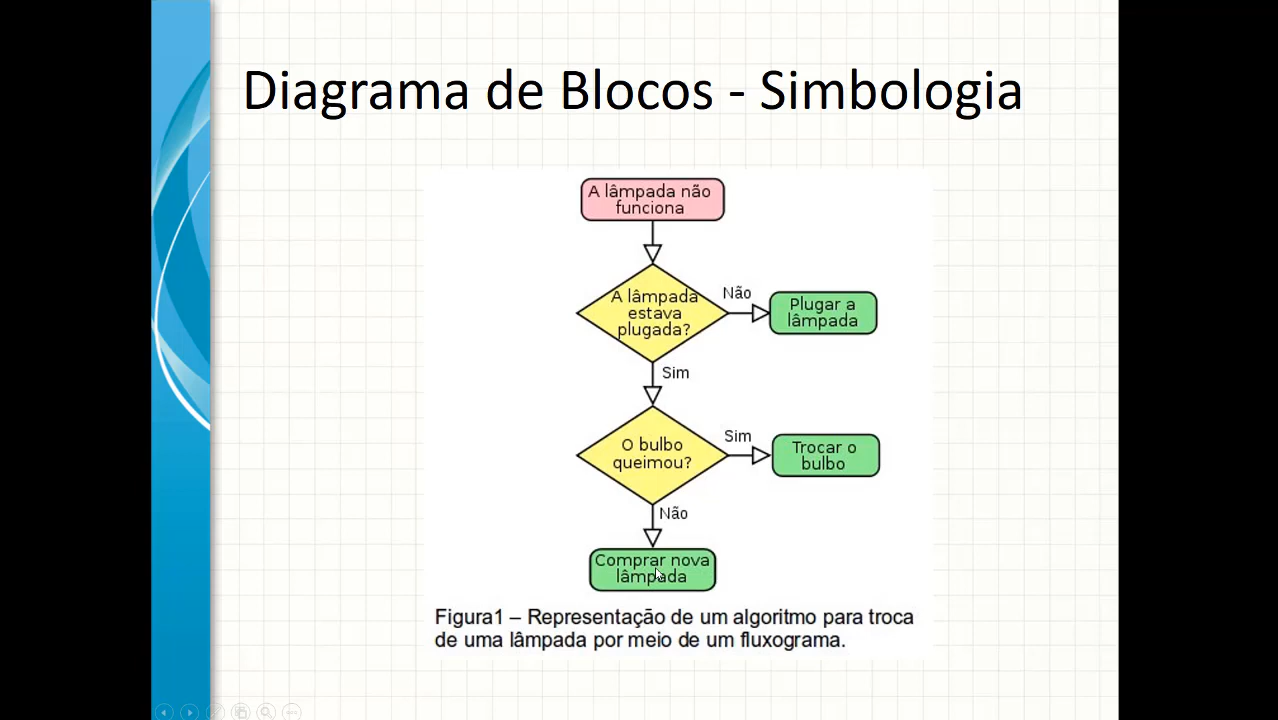 Diagrama de Blocos - Simbologia
A lâmpada não
funciona
A lâmpada
estava
plugada?
Não
Plugar a
lâmpada
Sim
O bulbo
queimou?
Sim
Trocar o
bulbo
Não
Comprar nova
lâmpada
Figura1 – Representação de um algoritmo para troca
de uma lâmpada por meio de um fluxograma.